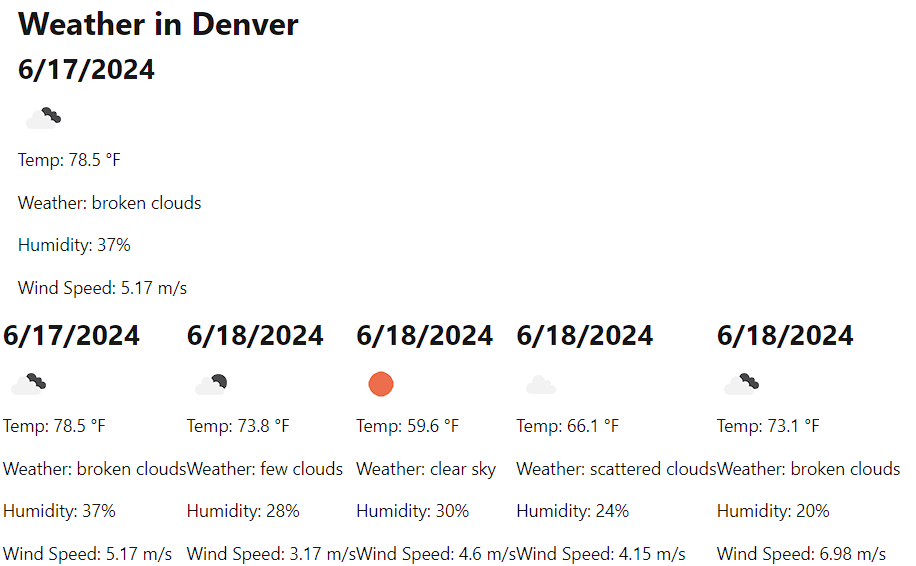 Weather in Denver
6/17/2024
Temp: 78.5 °F
Weather: broken clouds
Humidity: 37%
Wind Speed: 5.17 m/s
6/17/2024 6/18/2024 6/18/2024 6/18/2024 6/18/2024
Temp: 78.5 °F Temp: 73.8 °F Temp: 59.6 °F Temp: 66.1 °F Temp: 73.1 °F
Weather: broken clouds Weather: few clouds Weather: clear sky Weather: scattered clouds Weather: broken clouds
Humidity: 37% Humidity: 28% Humidity: 30% Humidity: 24% Humidity: 20%
Wind Speed: 5.17 m/s Wind Speed: 3.17 m/s Wind Speed: 4.6 m/s Wind Speed: 4.15 m/s Wind Speed: 6.98 m/s